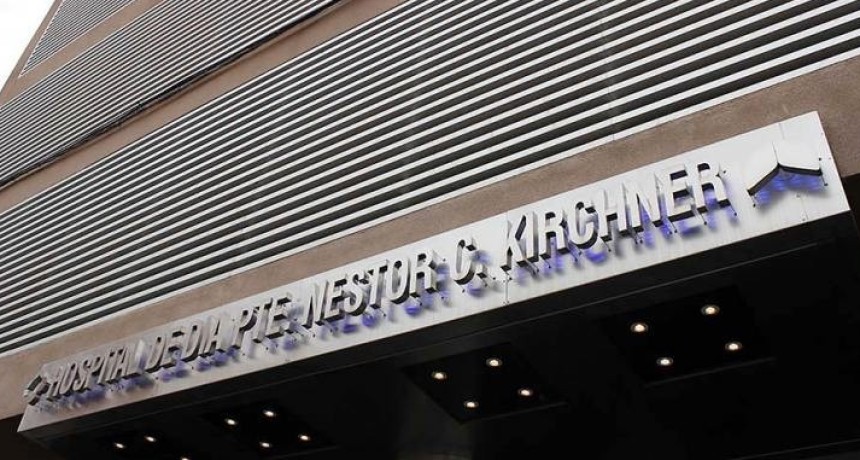 HOSPITAL DE DIA PTE. NESTOR C. KIRCHNER